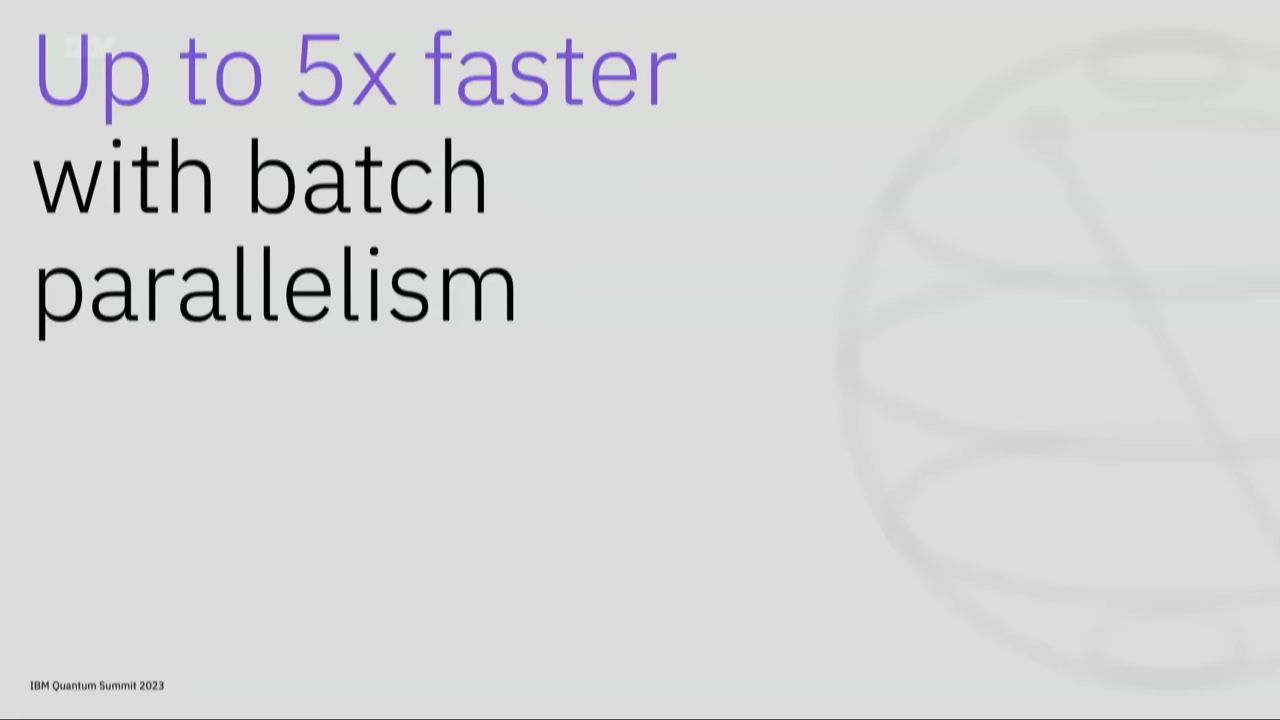 Up to 5x faster
with batch
parallelism
IBM Quantum Summit 2023